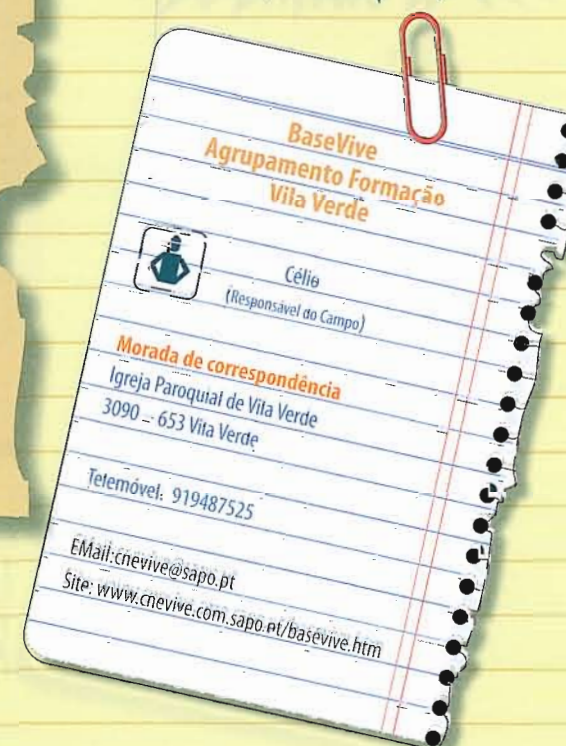 BaseVive
Agrupamento Formação
Vila Verde
Célio
(Responsável do Campo)
Morada de correspondência
Igreja Paroquial de Vila Verde
3090 - 653 Vila Verde
Telemóvel: 919487525
EMail:cnevive@sapo.pt
Site: www.cnevive.com.sapo.pt/basevive.htm